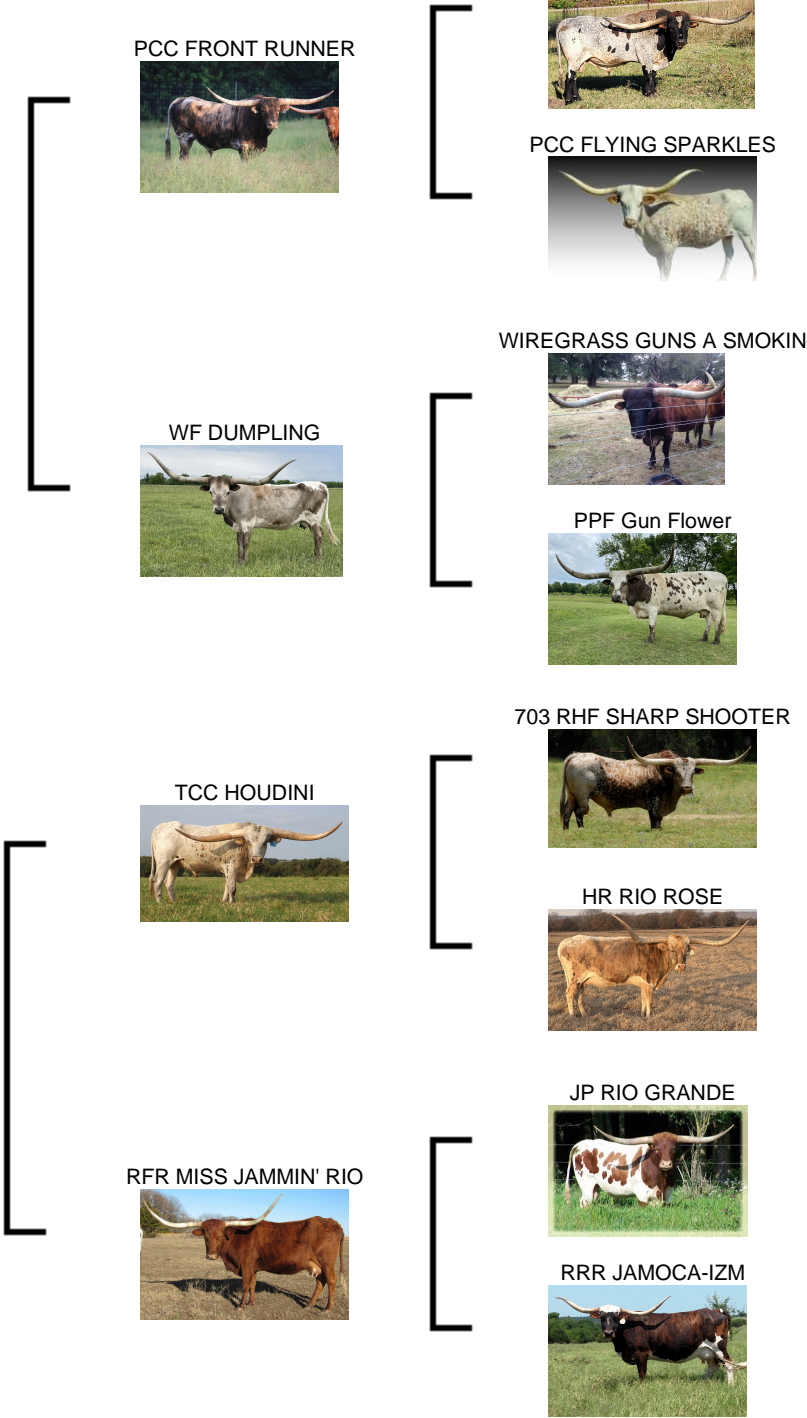 PCC FRONT RUNNER
PCC FLYING SPARKLES
WIREGRASS GUNS A SMOKIN
WF DUMPLING
PPF Gun Flower
703 RHF SHARP SHOOTER
TCC HOUDINI
HR RIO ROSE
JP RIO GRANDE
RFR MISS JAMMIN' RIO
RRR JAMOCA-IZM